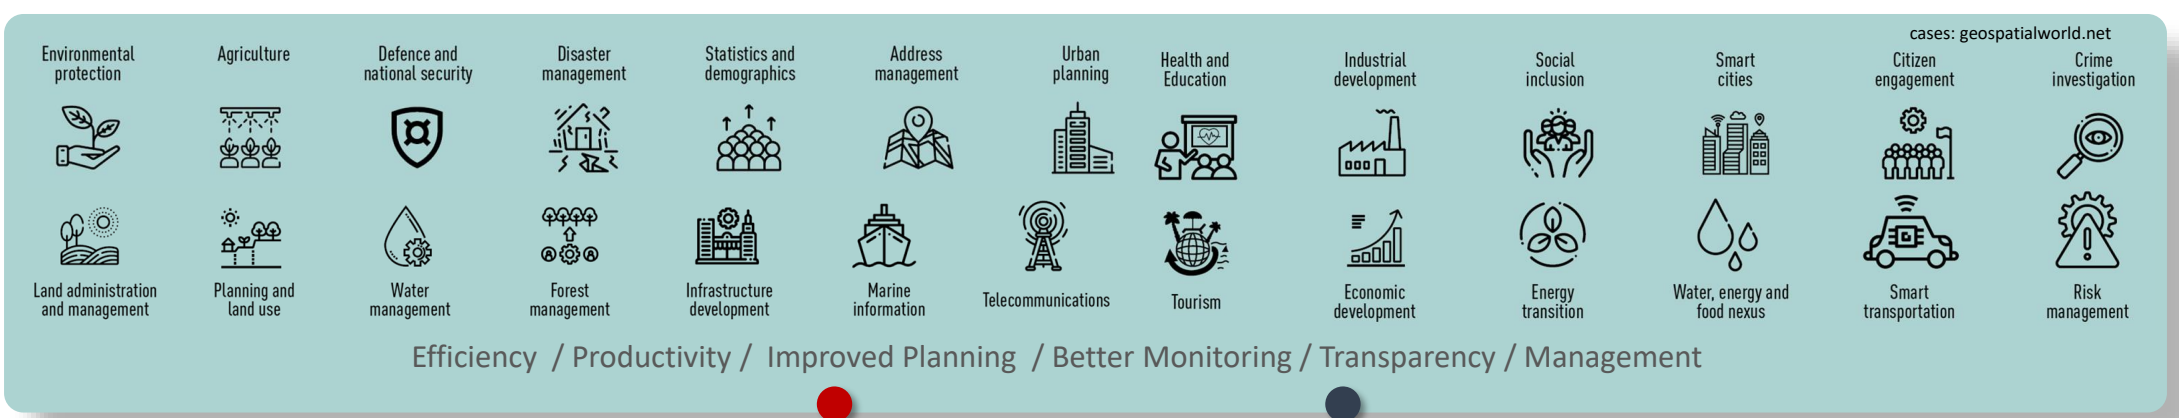 cases: geospatialworld.net
Environmental
protection
Agriculture
Defence and
national security
Disaster
management
Statistics and
demographics
Address
management
Urban
planning
Health and
Education
Industrial
development
Social
inclusion
Smart
cities
Citizen
engagement
Crime
investigation
Land administration
and management
Planning and
land use
Water
management
Forest
management
Infrastructure
development
Marine
information
Telecommunications
Tourism
Economic
development
Energy
transition
Water, energy and
food nexus
Smart
transportation
Risk
management
Efficiency / Productivity / Improved Planning / Better Monitoring / Transparency / Management